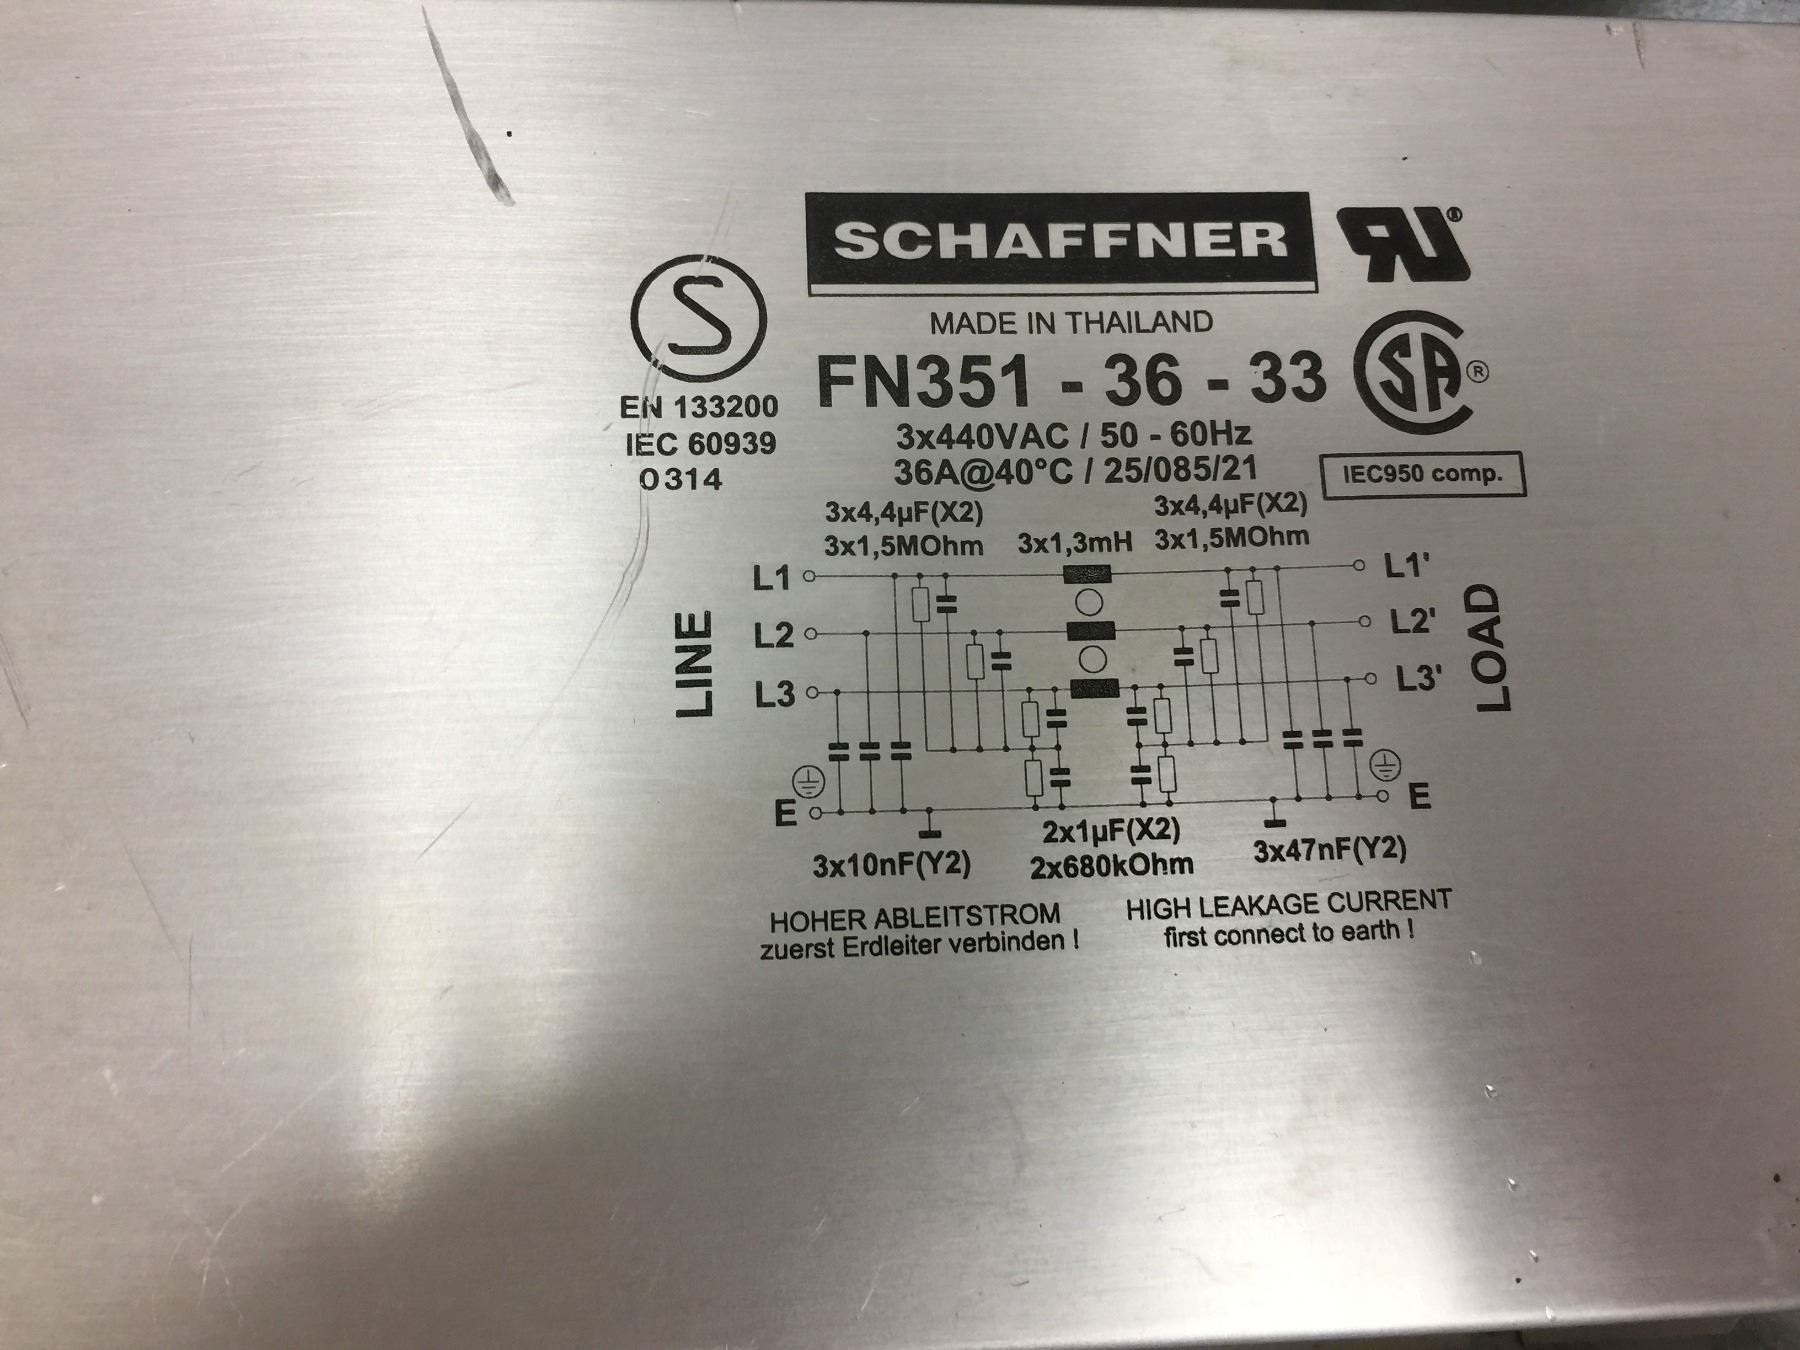 SCHAFFNER
RU®
S
MADE IN THAILAND
FN351 - 36 - 33
CSA®
EN 133200
IEC 60939
0314
3x440VAC / 50 - 60Hz
36A@40°C / 25/085/21
IEC950 comp.
3x4,4µF(X2)
3x1,5MOhm
3x1,3mH
3x4,4µF(X2)
3x1,5MOhm
LINE
L1
L2
L3
E
L1'
L2'
L3'
E
LOAD
3x10nF(Y2)
2x1µF(X2)
2x680kOhm
3x47nF(Y2)
HOHER ABLEITSTROM
zuerst Erdleiter verbinden !
HIGH LEAKAGE CURRENT
first connect to earth !